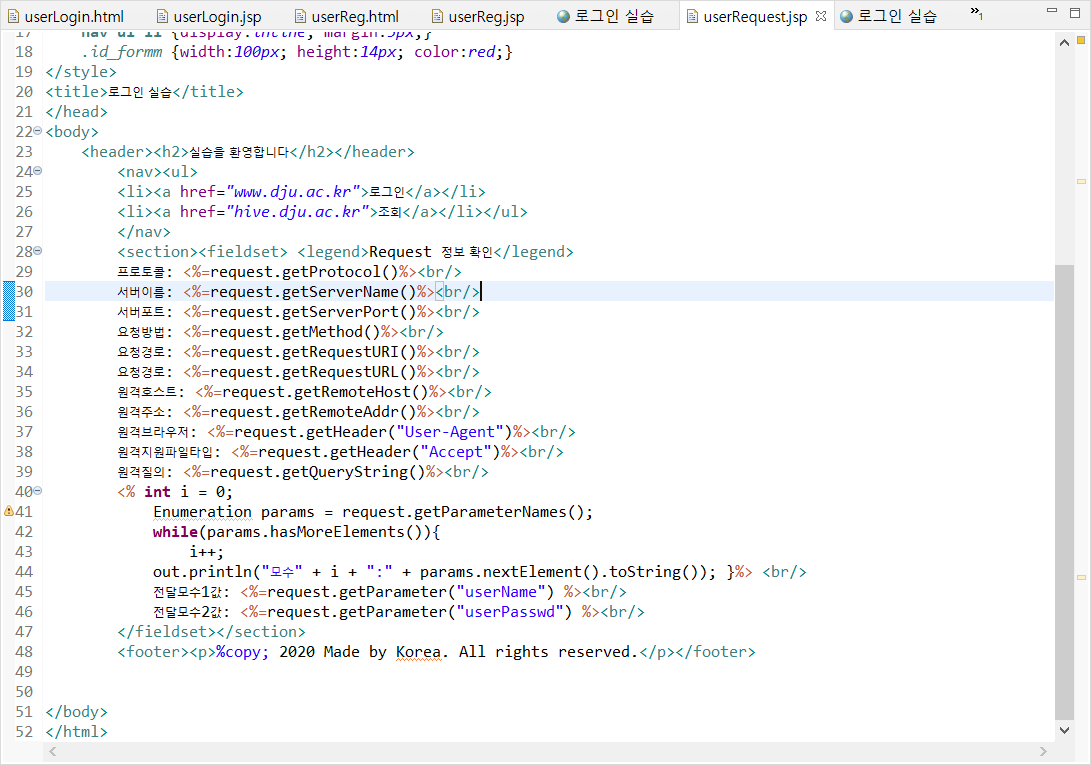 userLogin.html userLogin.jsp userReg.html userReg.jsp 로그인 실습 userRequest.jsp 로그인 실습 »1
17 nav ul li {display:inline; margin:5px;}
18 .id_formm {width:100px; height:14px; color:red;}
19 </style>
20 <title>로그인 실습</title>
21 </head>
22 <body>
23 <header><h2>실습을 환영합니다</h2></header>
24 <nav><ul>
25 <li><a href="www.dju.ac.kr">로그인</a></li>
26 <li><a href="hive.dju.ac.kr">조회</a></li></ul>
27 </nav>
28 <section><fieldset> <legend>Request 정보 확인</legend>
29 프로토콜: <%=request.getProtocol()%><br/>
30 서버이름: <%=request.getServerName()%><br/>
31 서버포트: <%=request.getServerPort()%><br/>
32 요청방법: <%=request.getMethod()%><br/>
33 요청경로: <%=request.getRequestURI()%><br/>
34 요청경로: <%=request.getRequestURL()%><br/>
35 원격호스트: <%=request.getRemoteHost()%><br/>
36 원격주소: <%=request.getRemoteAddr()%><br/>
37 원격브라우저: <%=request.getHeader("User-Agent")%><br/>
38 원격지원파일타입: <%=request.getHeader("Accept")%><br/>
39 원격질의: <%=request.getQueryString()%><br/>
40 <% int i = 0;
41 Enumeration params = request.getParameterNames();
42 while(params.hasMoreElements()){
43 i++;
44 out.println("모수" + i + ":" + params.nextElement().toString()); }%> <br/>
45 전달모수1값: <%=request.getParameter("userName") %><br/>
46 전달모수2값: <%=request.getParameter("userPasswd") %><br/>
47 </fieldset></section>
48 <footer><p>%copy; 2020 Made by Korea. All rights reserved.</p></footer>
49
50
51 </body>
52 </html>